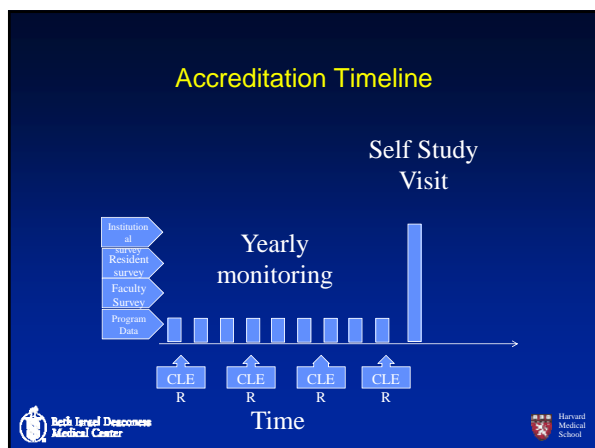 Accreditation Timeline
Self Study
Visit
Institution
al
survey
Resident
survey
Faculty
Survey
Program
Data
Yearly
monitoring
CLE
R
CLE
R
CLE
R
CLE
R
Time
Beth Israel Deaconess
Medical Center
Harvard
Medical
School